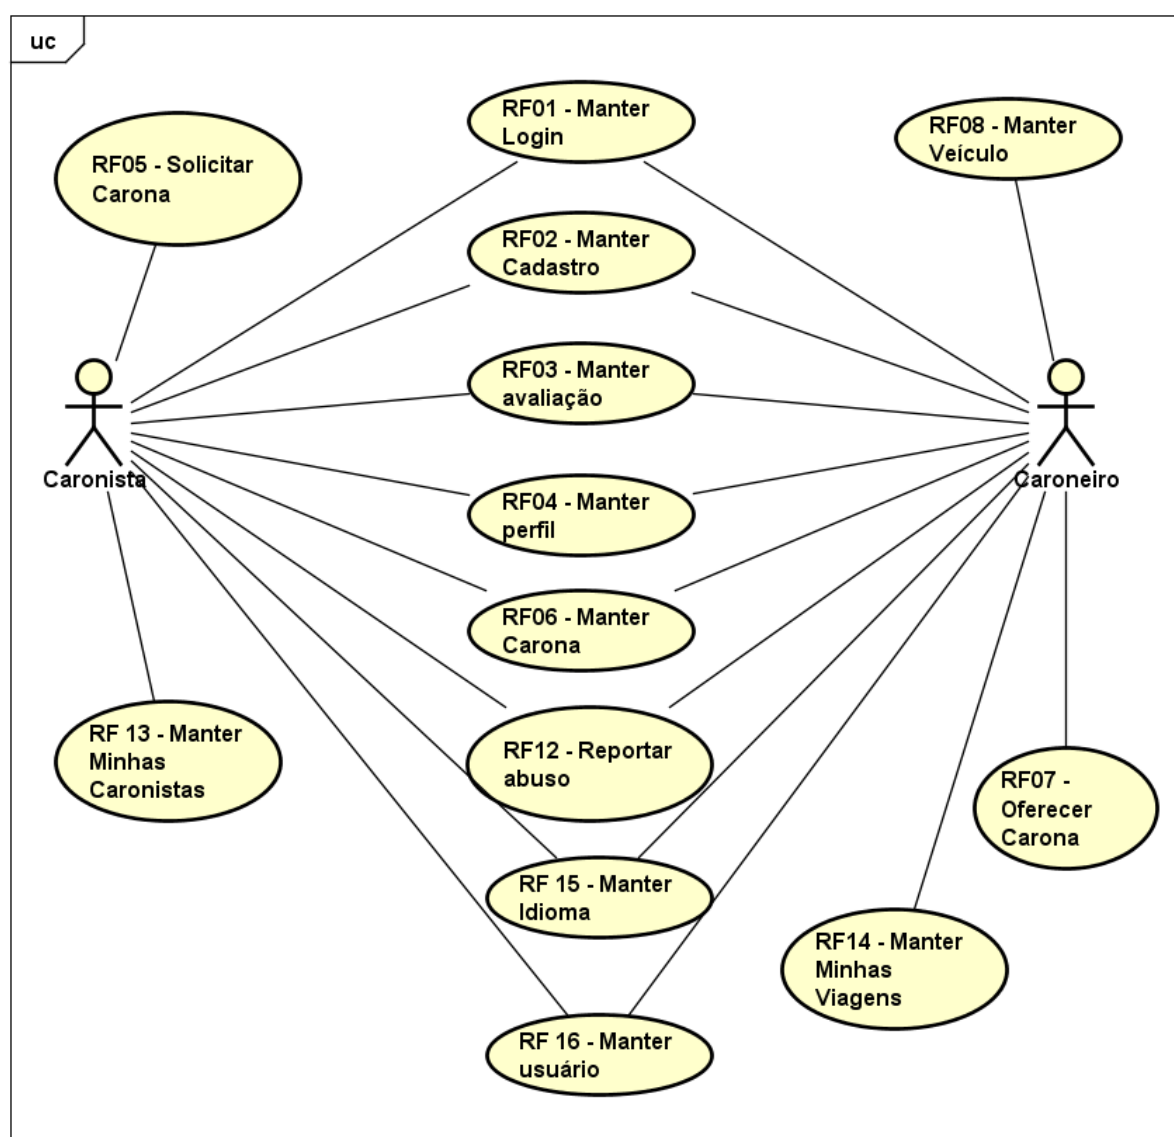 uc
RF01 - Manter
Login
RF08 - Manter
Veículo
RF05 - Solicitar
Carona
RF02 - Manter
Cadastro
RF03 - Manter
avaliação
Caronista
Caroneiro
RF04 - Manter
perfil
RF06 - Manter
Carona
RF 13 - Manter
Minhas
Caronistas
RF12 - Reportar
abuso
RF07 -
Oferecer
Carona
RF 15 - Manter
Idioma
RF14 - Manter
Minhas
Viagens
RF 16 - Manter
usuário